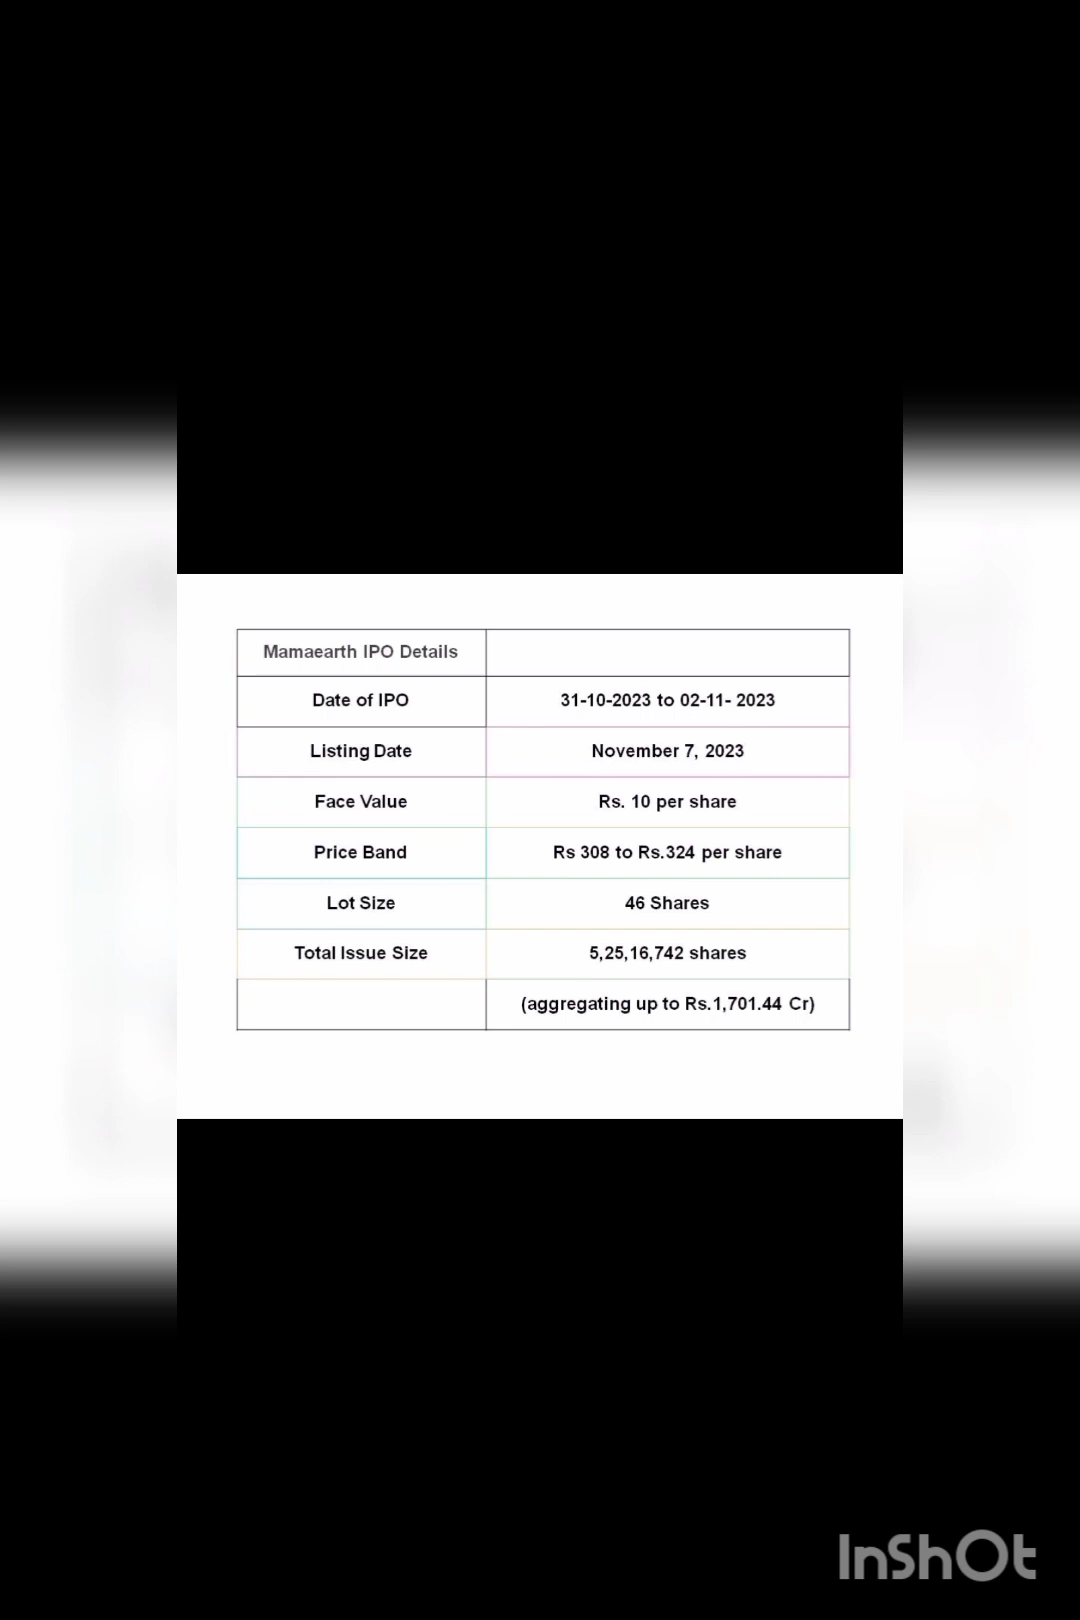 Mamaearth IPO Details
Date of IPO 31-10-2023 to 02-11- 2023
Listing Date November 7, 2023
Face Value Rs. 10 per share
Price Band Rs 308 to Rs.324 per share
Lot Size 46 Shares
Total Issue Size 5,25,16,742 shares
(aggregating up to Rs.1,701.44 Cr)
InShOt